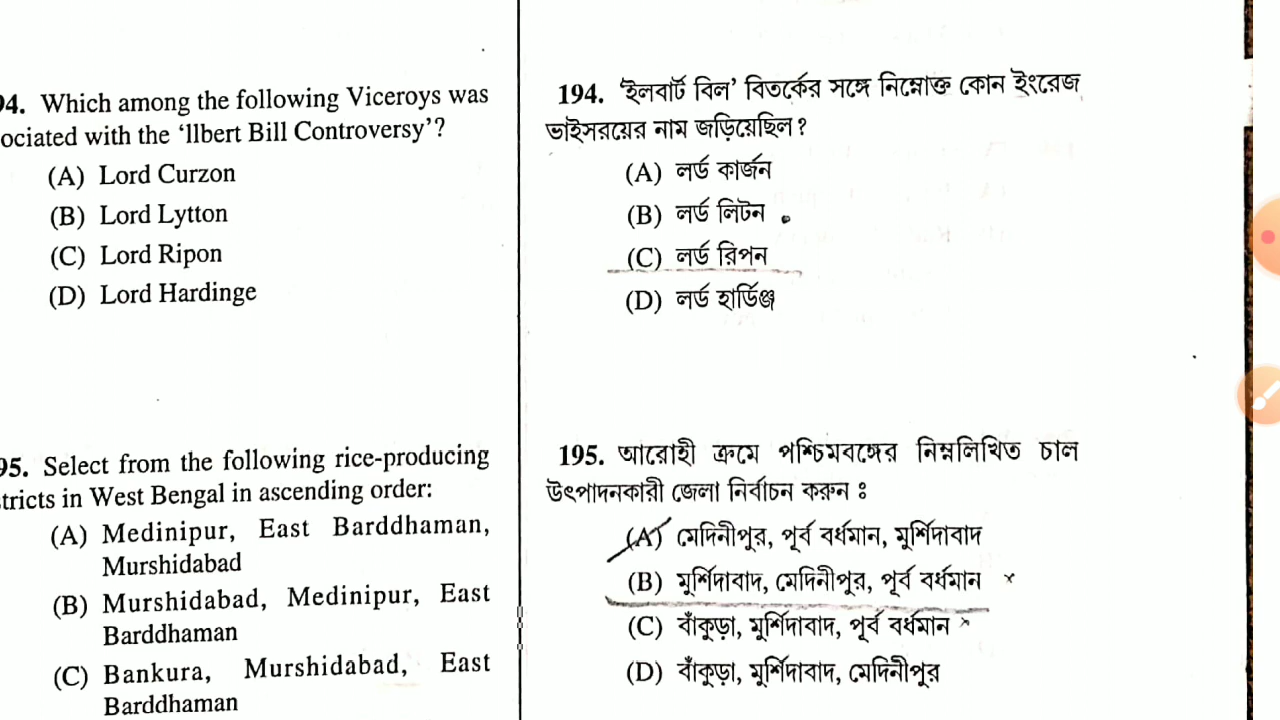 94. Which among the following Viceroys was
ociated with the ‘llbert Bill Controversy’?
(A) Lord Curzon
(B) Lord Lytton
(C) Lord Ripon
(D) Lord Hardinge
95. Select from the following rice-producing
tricts in West Bengal in ascending order:
(A) Medinipur, East Barddhaman,
Murshidabad
(B) Murshidabad, Medinipur, East
Barddhaman
(C) Bankura, Murshidabad, East
Barddhaman
194. ‘ইলবার্ট বিল’ বিতর্কের সঙ্গে নিম্নোক্ত কোন ইংরেজ
ভাইসরয়ের নাম জড়িয়েছিল?
(A) লর্ড কার্জন
(B) লর্ড লিটন
(C) লর্ড রিপন
(D) লর্ড হার্ডিঞ্জ
195. আরোহী ক্রমে পশ্চিমবঙ্গের নিম্নলিখিত চাল
উৎপাদনকারী জেলা নির্বাচন করুন ঃ
(A) মেদিনীপুর, পূর্ব বর্ধমান, মুর্শিদাবাদ
(B) মুর্শিদাবাদ, মেদিনীপুর, পূর্ব বর্ধমান
(C) বাঁকুড়া, মুর্শিদাবাদ, পূর্ব বর্ধমান
(D) বাঁকুড়া, মুর্শিদাবাদ, মেদিনীপুর